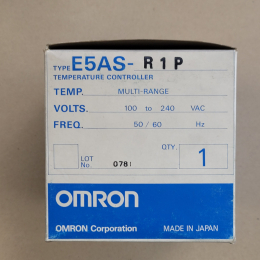 TYPE E5AS- R1P
TEMPERATURE CONTROLLER
TEMP. MULTI-RANGE
VOLTS. 100 to 240 VAC
FREQ. 50/60 Hz
QTY.
LOT No. 0781 1
OMRON
OMRON Corporation MADE IN JAPAN